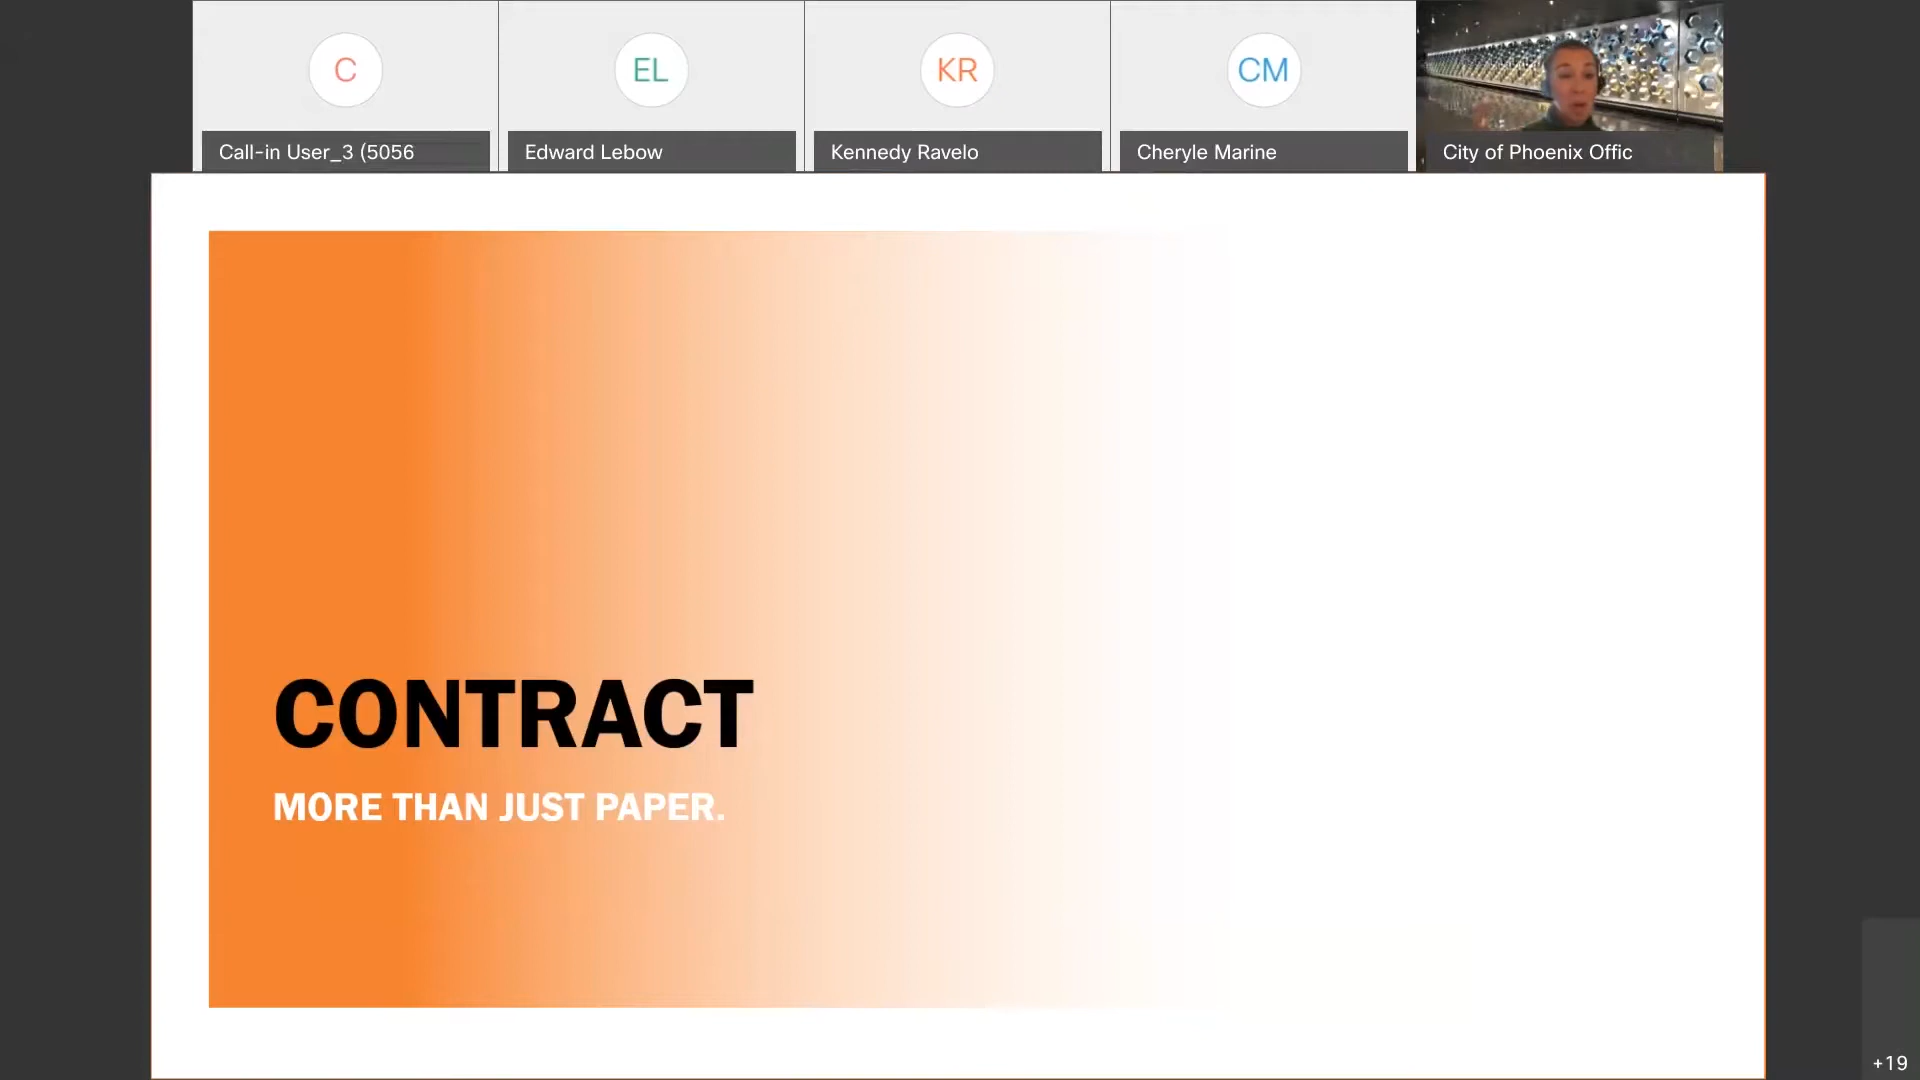 C
EL
KR
CM
Call-in User_3 (5056
Edward Lebow
Kennedy Ravelo
Cheryle Marine
City of Phoenix Offic
CONTRACT
MORE THAN JUST PAPER.
+19